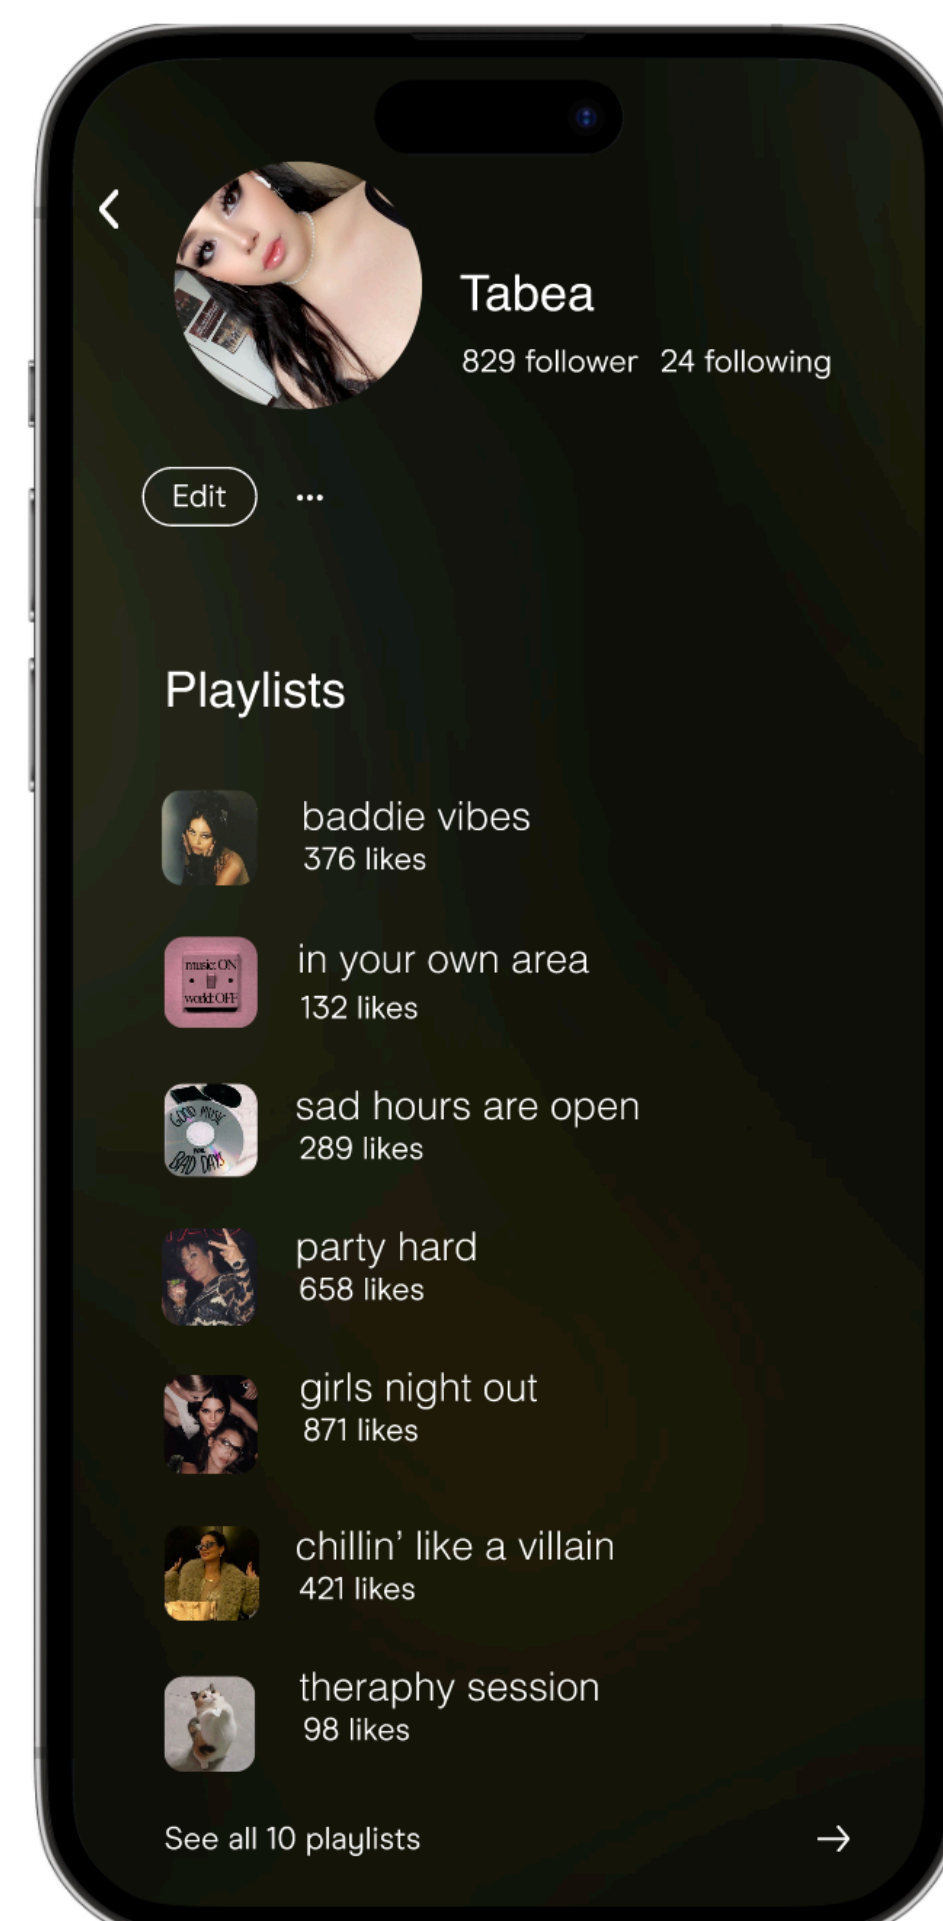 Tabea
829 follower 24 following
Edit
Playlists
baddie vibes
376 likes
music: ON
world: OFF
in your own area
132 likes
GOOD MUSIC
FOR
BAD DAYS
sad hours are open
289 likes
party hard
658 likes
girls night out
871 likes
chillin’ like a villain
421 likes
theraphy session
98 likes
See all 10 playlists